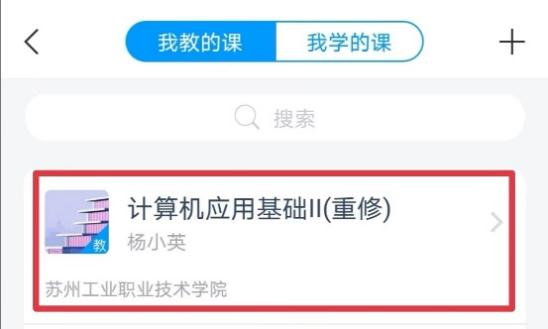 我教的课 我学的课
搜索
计算机应用基础II(重修)
教
杨小英
苏州工业职业技术学院